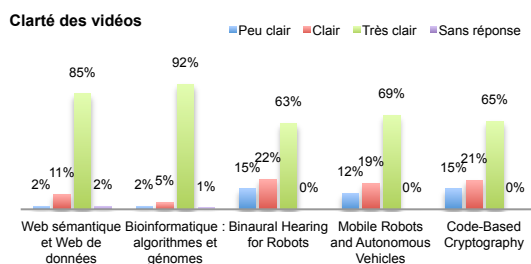 Clarté des vidéos
Peu clair Clair Très clair Sans réponse
2% 11% 85% 2%
2% 5% 92% 1%
15% 22% 63% 0%
12% 19% 69% 0%
15% 21% 65% 0%
Web sémantique
et Web de
données
Bioinformatique :
algorithmes et
génomes
Binaural Hearing
for Robots
Mobile Robots
and Autonomous
Vehicles
Code-Based
Cryptography